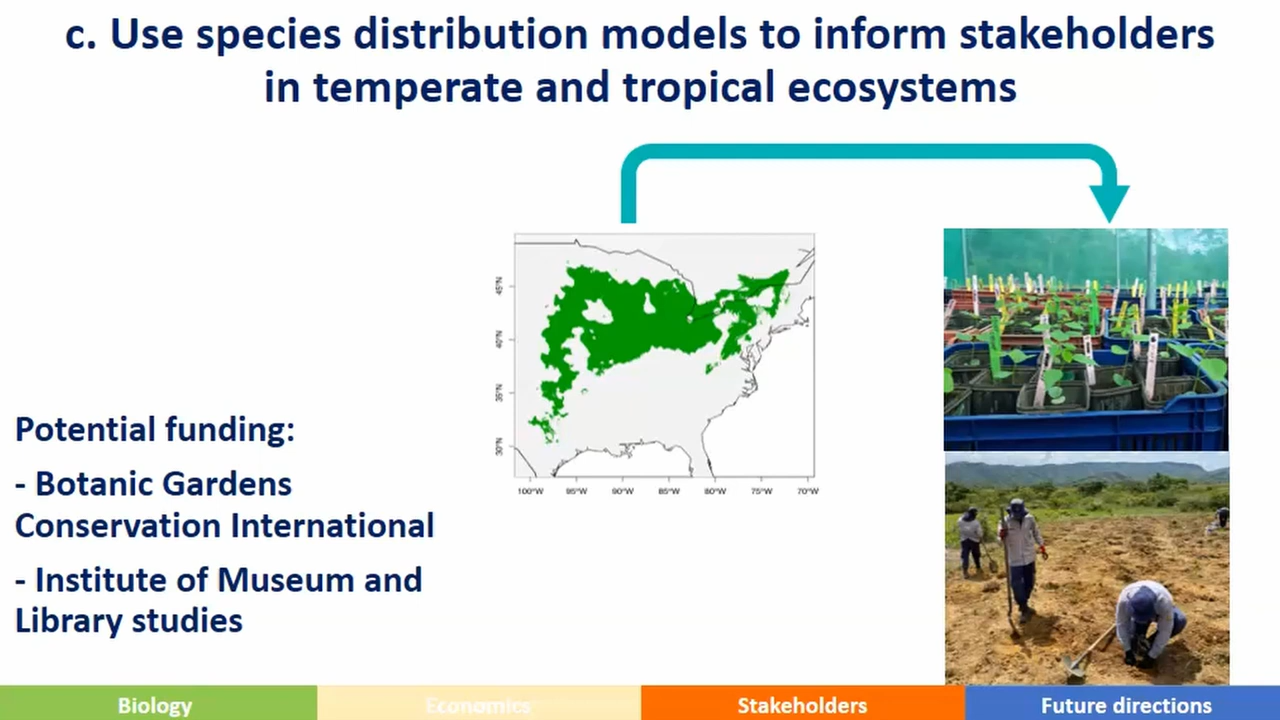 c. Use species distribution models to inform stakeholders
in temperate and tropical ecosystems
45°N
40°N
35°N
30°N
100°W 95°W 90°W 85°W 80°W 75°W 70°W
Potential funding:
- Botanic Gardens
Conservation International
- Institute of Museum and
Library studies
Biology Economics Stakeholders Future directions